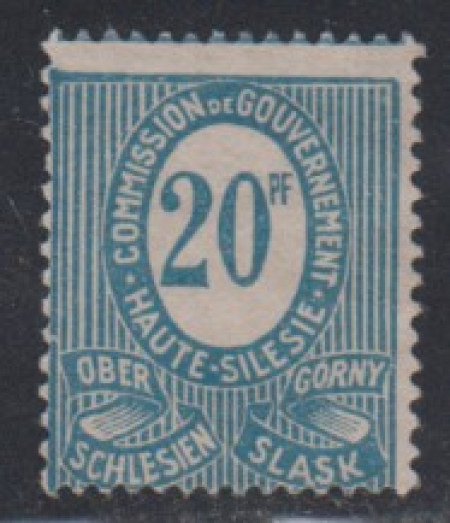 COMMISSION DE GOUVERNEMENT
20 PF
HAUTE-SILESIE
OBER GORNY
SCHLESIEN SLASK